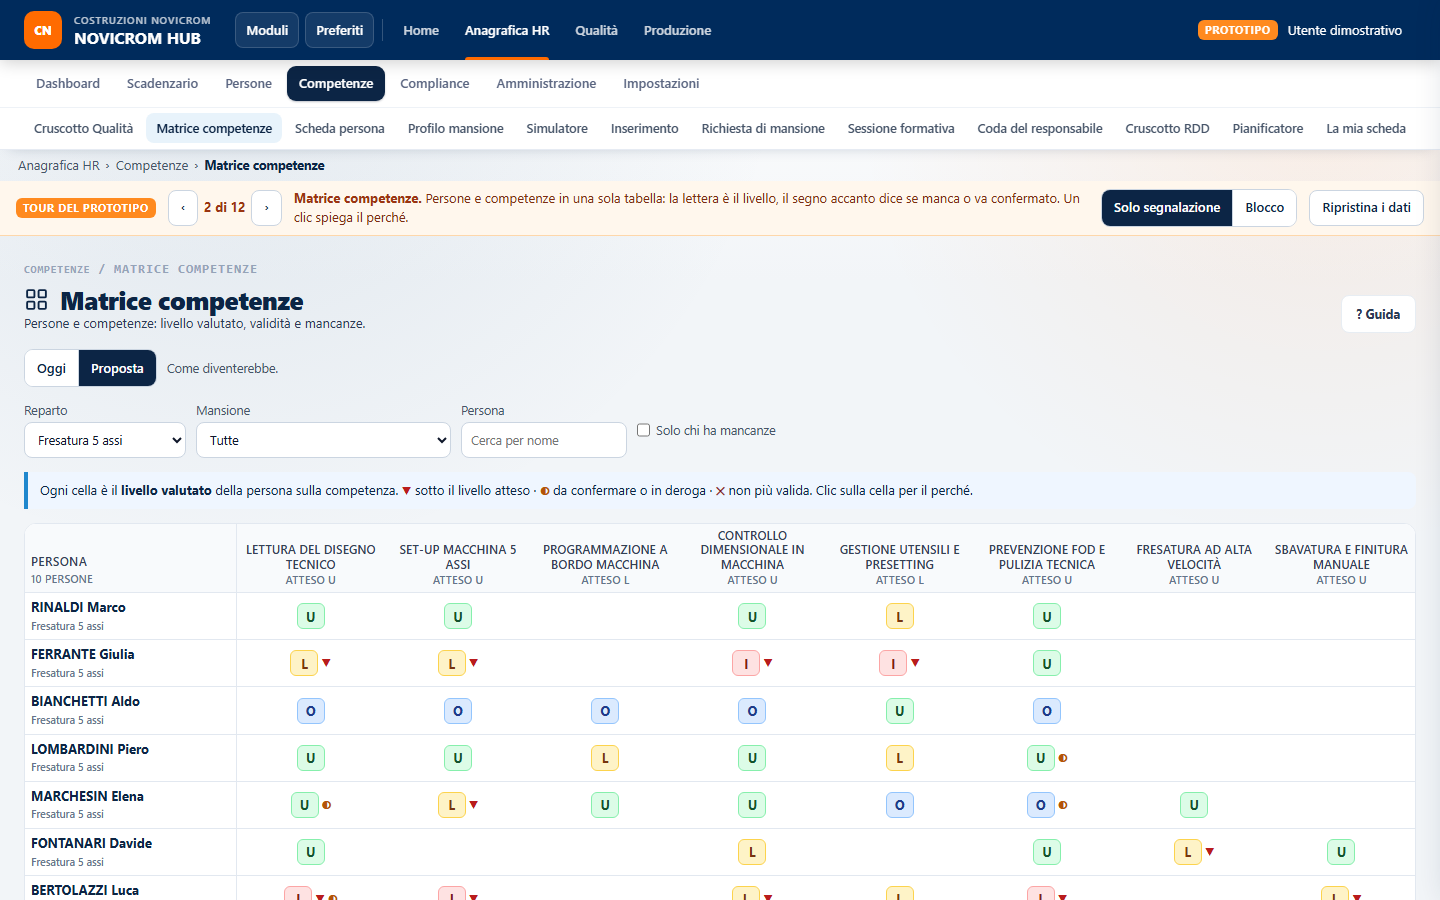 CN
COSTRUZIONI NOVICROM
NOVICROM HUB
Moduli
Preferiti
Home
Anagrafica HR
Qualità
Produzione
PROTOTIPO
Utente dimostrativo
Dashboard
Scadenzario
Persone
Competenze
Compliance
Amministrazione
Impostazioni
Cruscotto Qualità
Matrice competenze
Scheda persona
Profilo mansione
Simulatore
Inserimento
Richiesta di mansione
Sessione formativa
Coda del responsabile
Cruscotto RDD
Pianificatore
La mia scheda
Anagrafica HR › Competenze › Matrice competenze
TOUR DEL PROTOTIPO
‹ 2 di 12 ›
Matrice competenze. Persone e competenze in una sola tabella: la lettera è il livello, il segno accanto dice se manca o va confermato. Un
clic spiega il perché.
Solo segnalazione
Blocco
Ripristina i dati
COMPETENZE / MATRICE COMPETENZE
Matrice competenze
Persone e competenze: livello valutato, validità e mancanze.
? Guida
Oggi
Proposta
Come diventerebbe.
Reparto
Mansione
Persona
Fresatura 5 assi
Tutte
Cerca per nome
Solo chi ha mancanze
Ogni cella è il livello valutato della persona sulla competenza. ▼ sotto il livello atteso · ◐ da confermare o in deroga · ✕ non più valida. Clic sulla cella per il perché.
PERSONA
10 PERSONE
LETTURA DEL DISEGNO
TECNICO
ATTESO U
SET-UP MACCHINA 5
ASSI
ATTESO U
PROGRAMMAZIONE A
BORDO MACCHINA
ATTESO L
CONTROLLO
DIMENSIONALE IN
MACCHINA
ATTESO U
GESTIONE UTENSILI E
PRESETTING
ATTESO L
PREVENZIONE FOD E
PULIZIA TECNICA
ATTESO U
FRESATURA AD ALTA
VELOCITÀ
ATTESO U
SBAVATURA E FINITURA
MANUALE
ATTESO U
RINALDI Marco
Fresatura 5 assi
U U U L U
FERRANTE Giulia
Fresatura 5 assi
L ▼ L ▼ I ▼ I ▼ U
BIANCHETTI Aldo
Fresatura 5 assi
O O O O U O
LOMBARDINI Piero
Fresatura 5 assi
U U L U L U ◐
MARCHESIN Elena
Fresatura 5 assi
U ◐ L ▼ U U O O ◐ U
FONTANARI Davide
Fresatura 5 assi
U L U L ▼ U
BERTOLAZZI Luca